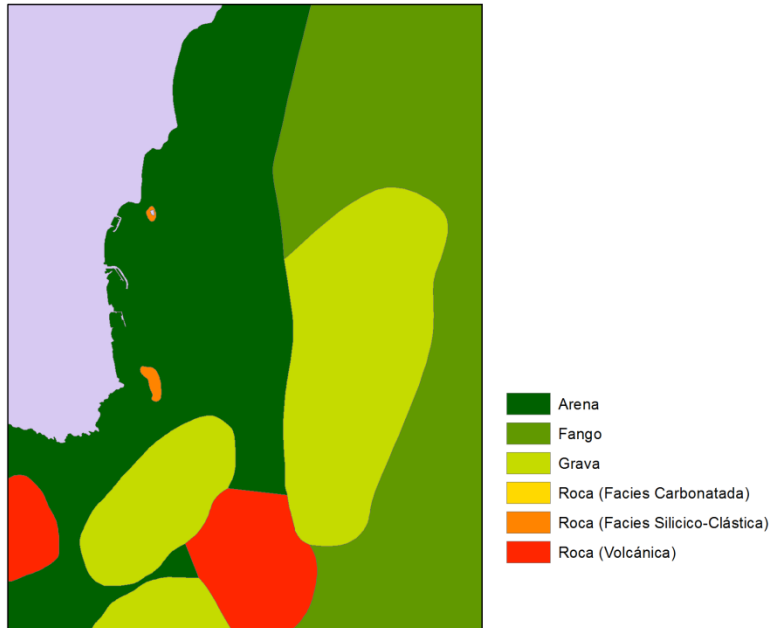 Arena
Fango
Grava
Roca (Facies Carbonatada)
Roca (Facies Silicico-Clástica)
Roca (Volcánica)